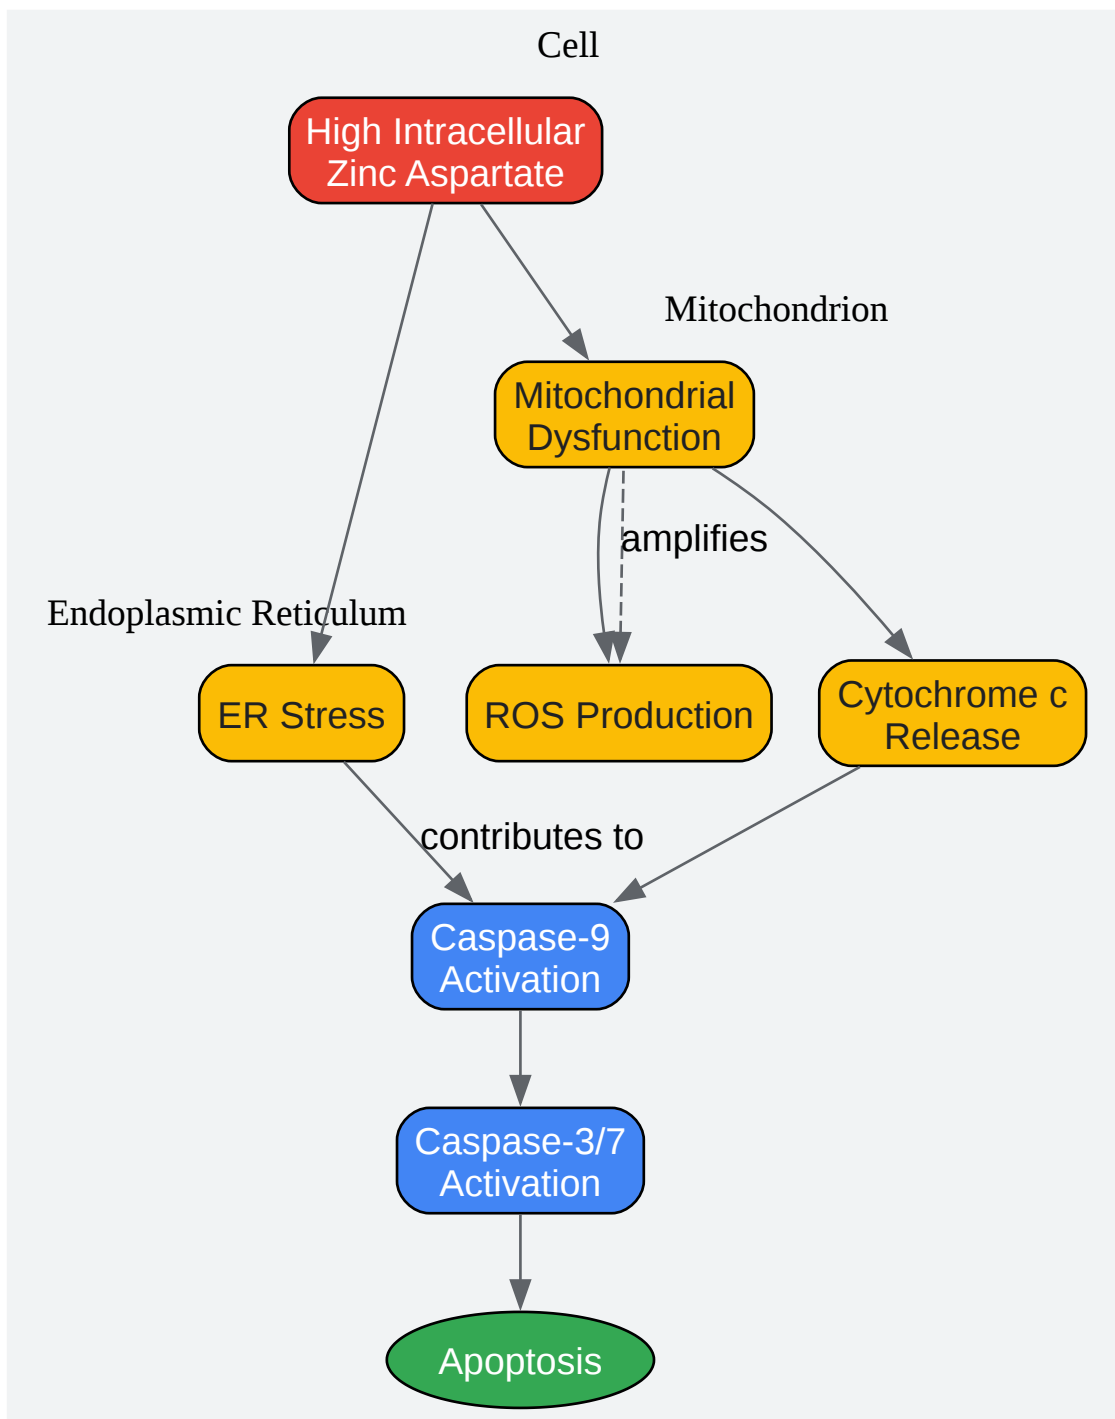 Cell
High Intracellular
Zinc Aspartate
Mitochondrion
Mitochondrial
Dysfunction
amplifies
Endoplasmic Reticulum
ER Stress
ROS Production
Cytochrome c
Release
contributes to
Caspase-9
Activation
Caspase-3/7
Activation
Apoptosis